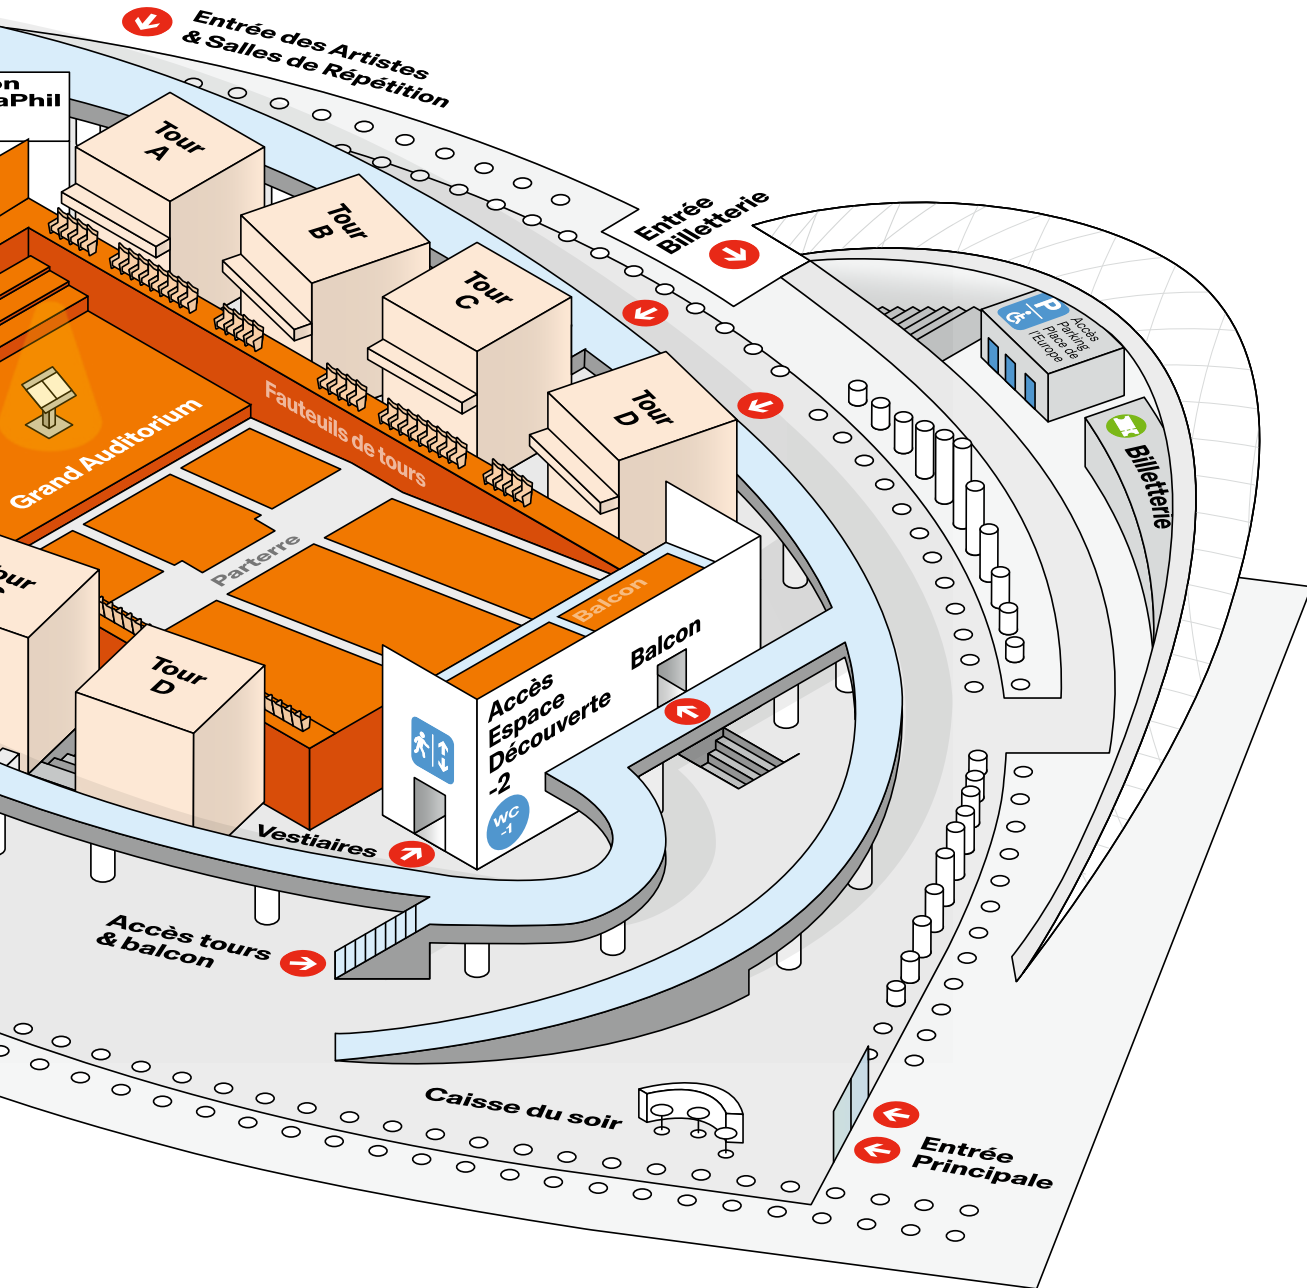 Entrée des Artistes
& Salles de Répétition
aPhil
Tour
A
Tour
B
Tour
C
Tour
D
Entrée
Billetterie
P
Accès
Parking
Place de
l'Europe
Billetterie
Fauteuils de tours
Grand Auditorium
Parterre
Balcon
Balcon
Accès
Espace
Découverte
-2
WC
-1
Tour
D
Vestiaires
Accès tours
& balcon
Caisse du soir
Entrée
Principale